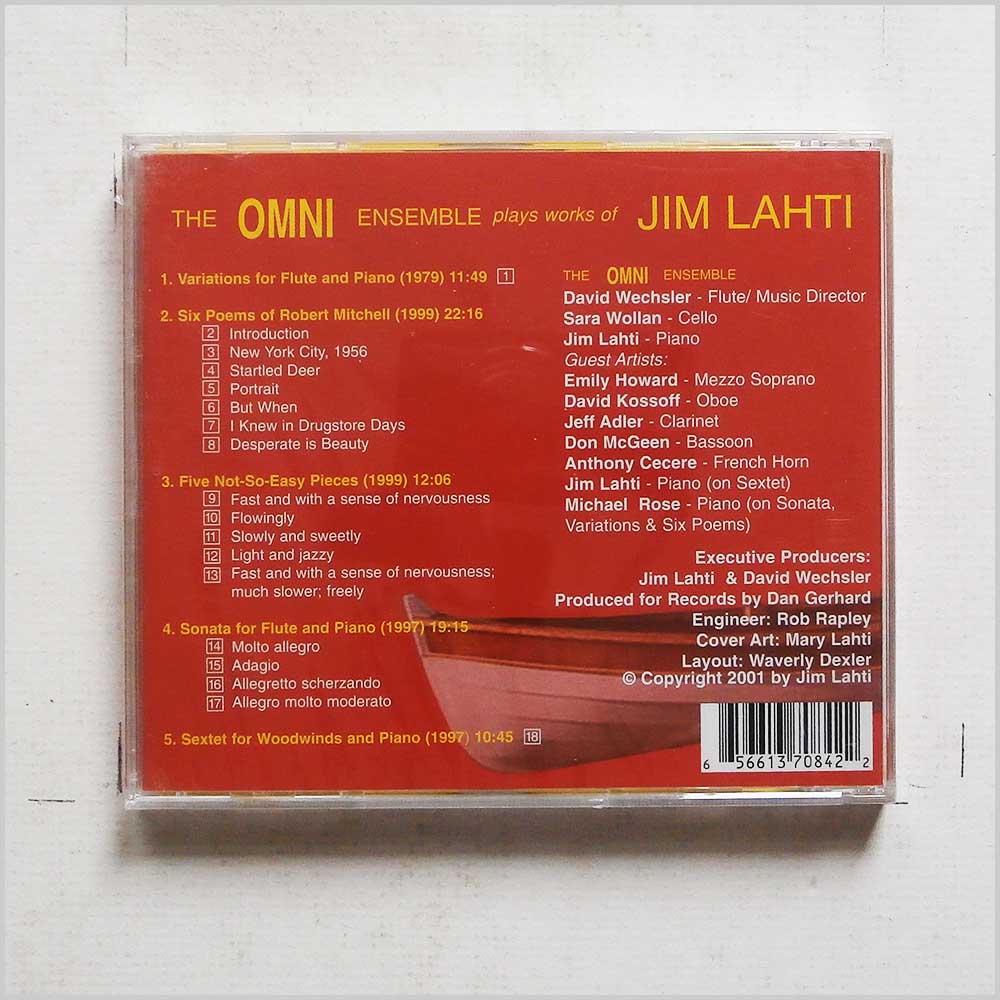 THE OMNI ENSEMBLE plays works of JIM LAHTI
1. Variations for Flute and Piano (1979) 11:49 1
2. Six Poems of Robert Mitchell (1999) 22:16
2 Introduction
3 New York City, 1956
4 Startled Deer
5 Portrait
6 But When
7 I Knew in Drugstore Days
8 Desperate is Beauty
3. Five Not-So-Easy Pieces (1999) 12:06
9 Fast and with a sense of nervousness
10 Flowingly
11 Slowly and sweetly
12 Light and jazzy
13 Fast and with a sense of nervousness;
much slower; freely
4. Sonata for Flute and Piano (1997) 19:15
14 Molto allegro
15 Adagio
16 Allegretto scherzando
17 Allegro molto moderato
5. Sextet for Woodwinds and Piano (1997) 10:45 18
THE OMNI ENSEMBLE
David Wechsler - Flute/ Music Director
Sara Wollan - Cello
Jim Lahti - Piano
Guest Artists:
Emily Howard - Mezzo Soprano
David Kossoff - Oboe
Jeff Adler - Clarinet
Don McGeen - Bassoon
Anthony Cecere - French Horn
Jim Lahti - Piano (on Sextet)
Michael Rose - Piano (on Sonata,
Variations & Six Poems)
Executive Producers:
Jim Lahti & David Wechsler
Produced for Records by Dan Gerhard
Engineer: Rob Rapley
Cover Art: Mary Lahti
Layout: Waverly Dexler
© Copyright 2001 by Jim Lahti
6 56613 70842 2